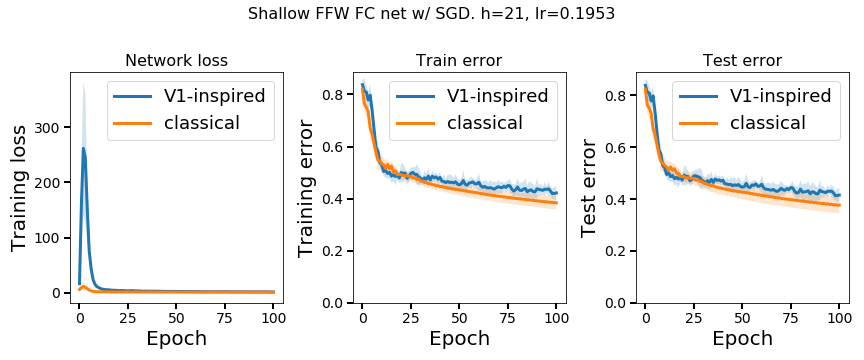 Shallow FFW FC net w/ SGD. h=21, lr=0.1953
Network loss
Training loss
300
200
100
0
V1-inspired
classical
0 25 50 75 100
Epoch
Train error
Training error
0.8
0.6
0.4
0.2
0.0
V1-inspired
classical
0 25 50 75 100
Epoch
Test error
Test error
0.8
0.6
0.4
0.2
0.0
V1-inspired
classical
0 25 50 75 100
Epoch